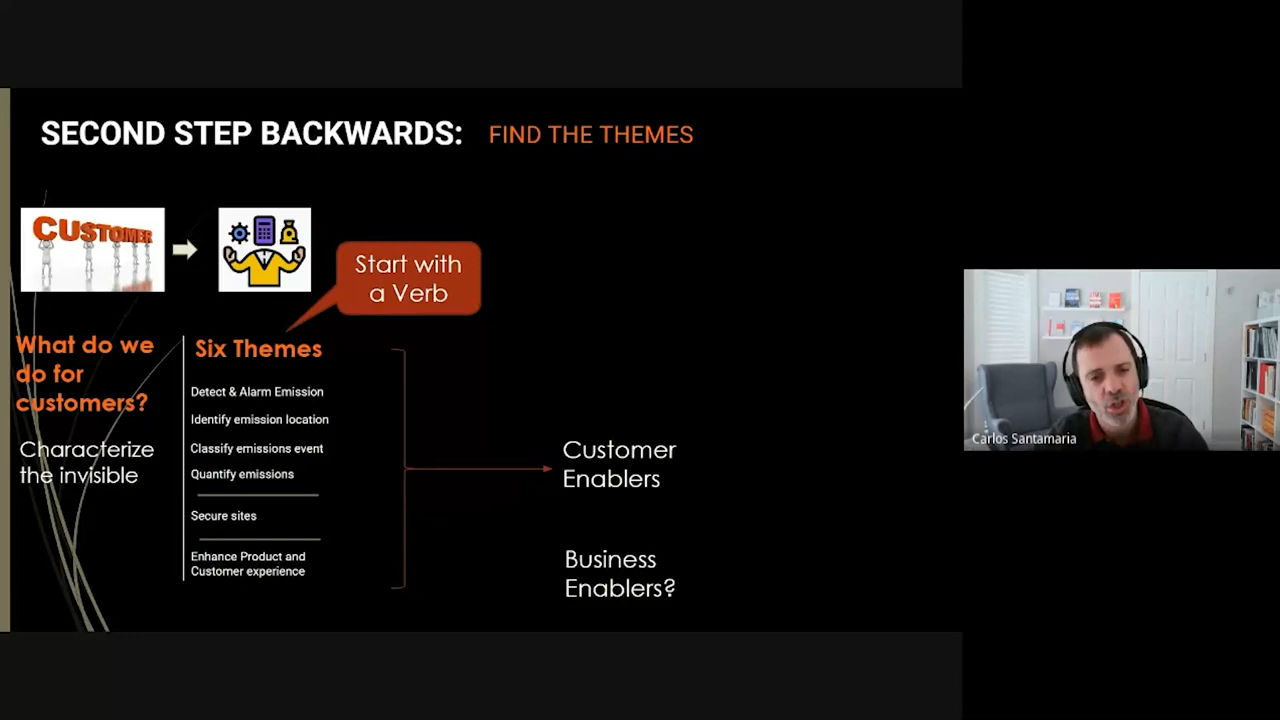 SECOND STEP BACKWARDS: FIND THE THEMES
CUSTOMER
Start with
a Verb
What do we
do for
customers?
Characterize
the invisible
Six Themes
Detect & Alarm Emission
Identify emission location
Classify emissions event
Quantify emissions
Secure sites
Enhance Product and
Customer experience
Customer
Enablers
Business
Enablers?
Carlos Santamaria